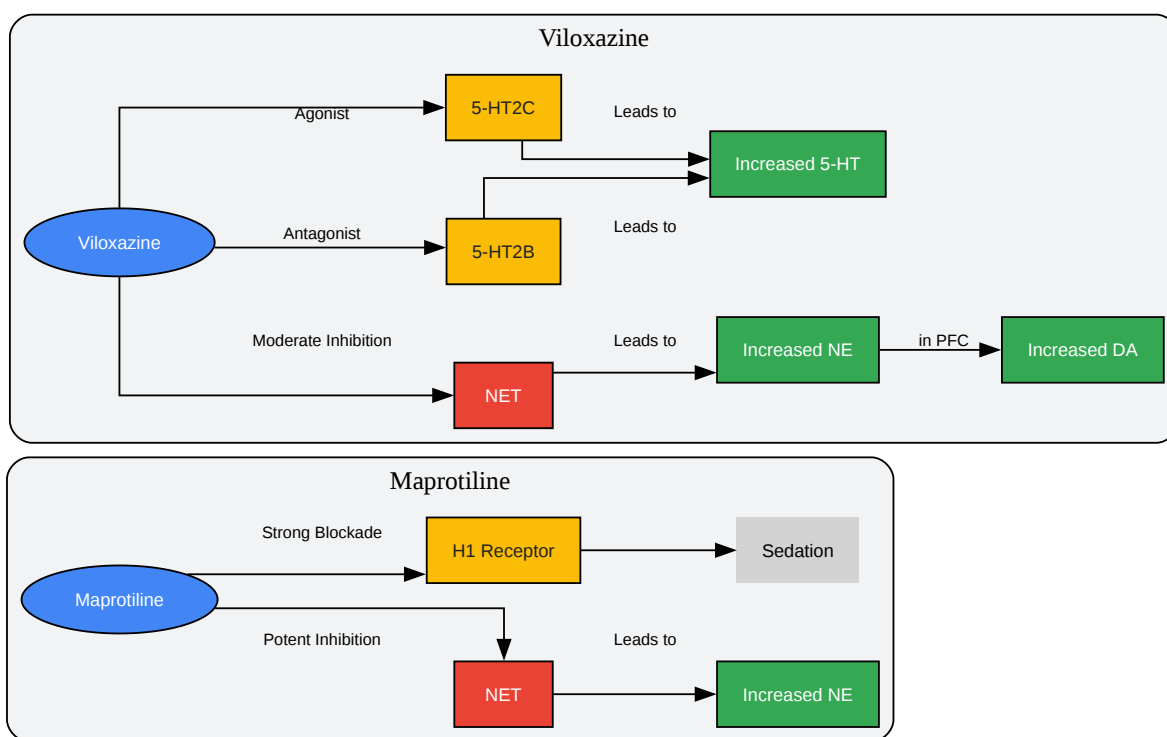 Viloxazine
Agonist
5-HT2C
Leads to
Increased 5-HT
Viloxazine
Antagonist
5-HT2B
Leads to
Moderate Inhibition
NET
Leads to
Increased NE
in PFC
Increased DA
Maprotiline
Strong Blockade
H1 Receptor
Sedation
Maprotiline
Potent Inhibition
NET
Leads to
Increased NE